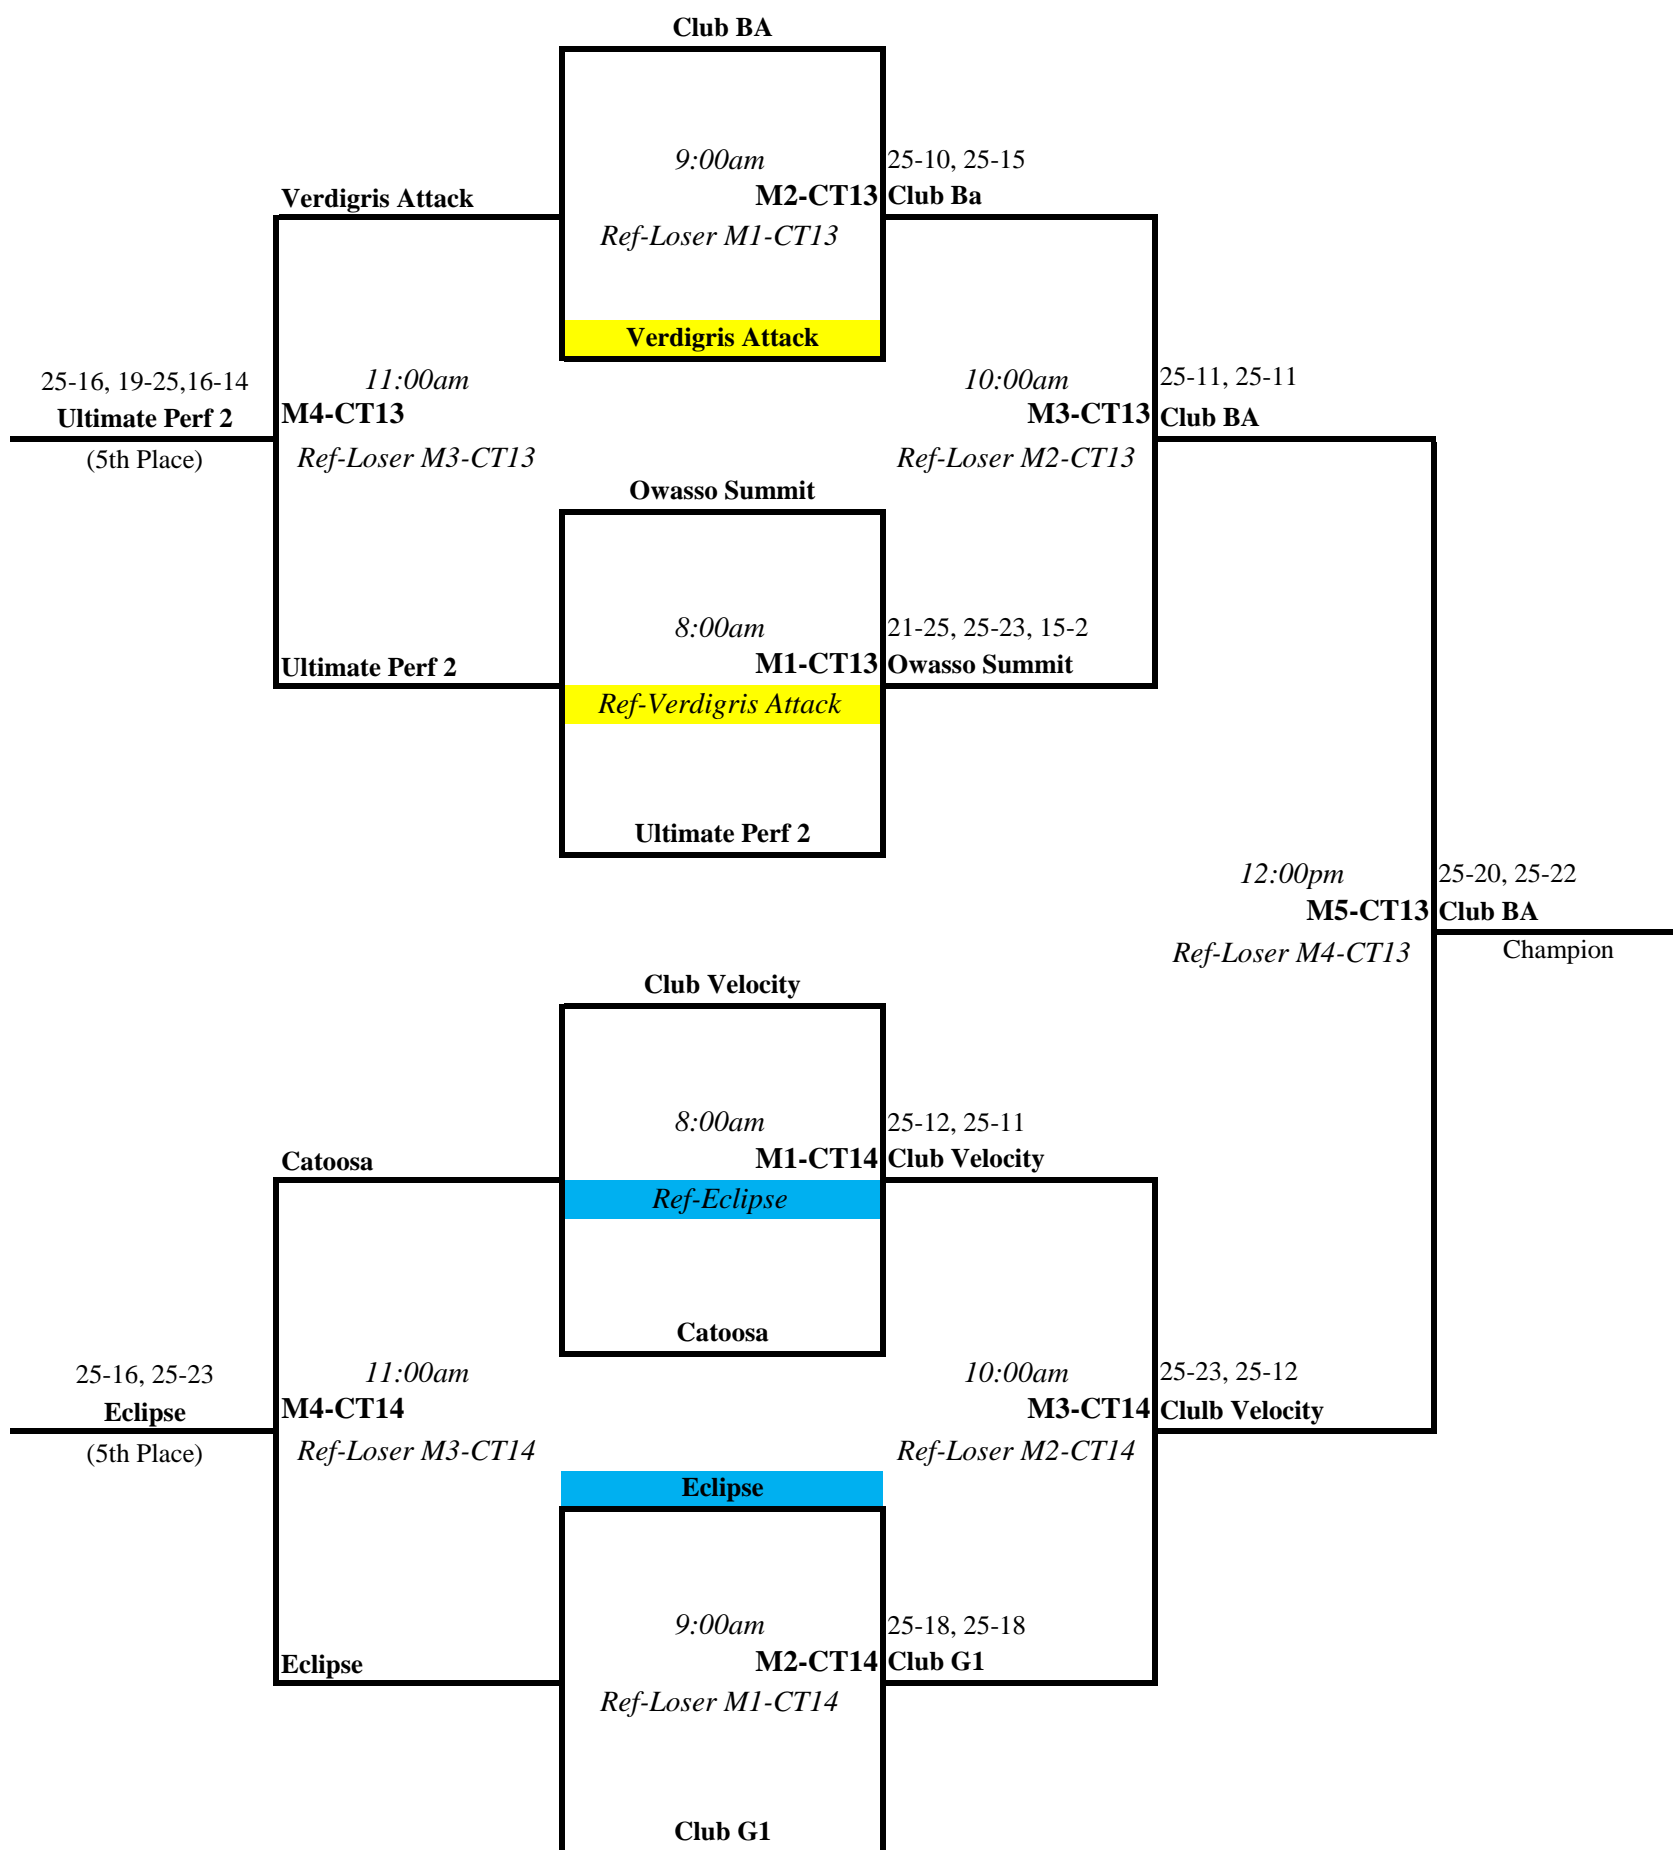 Club BA
9:00am
25-10, 25-15
Verdigris Attack
M2-CT13
Club Ba
Ref-Loser M1-CT13
Verdigris Attack
25-16, 19-25,16-14
11:00am
10:00am
25-11, 25-11
Ultimate Perf 2
M4-CT13
M3-CT13
Club BA
(5th Place)
Ref-Loser M3-CT13
Ref-Loser M2-CT13
Owasso Summit
8:00am
21-25, 25-23, 15-2
Ultimate Perf 2
M1-CT13
Owasso Summit
Ref-Verdigris Attack
Ultimate Perf 2
12:00pm
25-20, 25-22
M5-CT13
Club BA
Ref-Loser M4-CT13
Champion
Club Velocity
8:00am
25-12, 25-11
Catoosa
M1-CT14
Club Velocity
Ref-Eclipse
Catoosa
25-16, 25-23
11:00am
10:00am
25-23, 25-12
Eclipse
M4-CT14
M3-CT14
Clulb Velocity
(5th Place)
Ref-Loser M3-CT14
Ref-Loser M2-CT14
Eclipse
9:00am
25-18, 25-18
Eclipse
M2-CT14
Club G1
Ref-Loser M1-CT14
Club G1